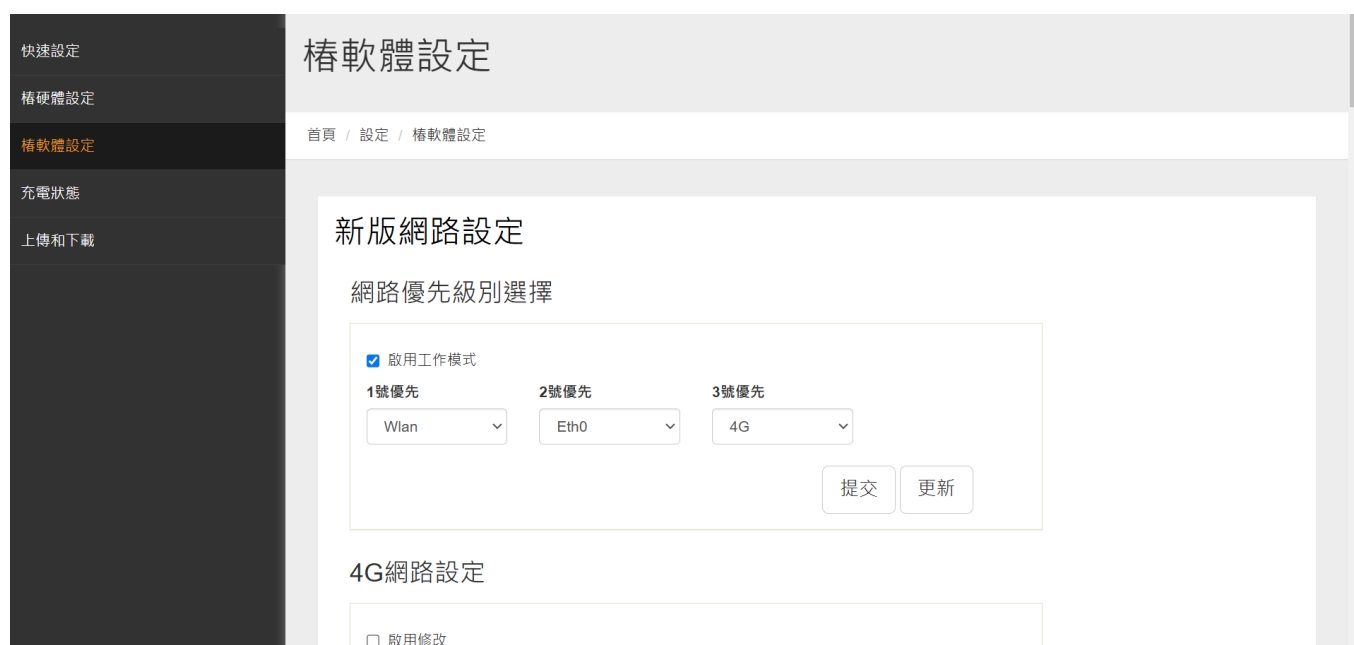 快速設定
樁硬體設定
樁軟體設定
充電狀態
上傳和下載
樁軟體設定
首頁 / 設定 / 樁軟體設定
新版網路設定
網路優先級別選擇
啟用工作模式
1號優先 2號優先 3號優先
Wlan Eth0 4G
提交 更新
4G網路設定
啟用修改